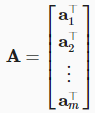 A = [a₁ᵀ
a₂ᵀ
⋮
aₘᵀ]